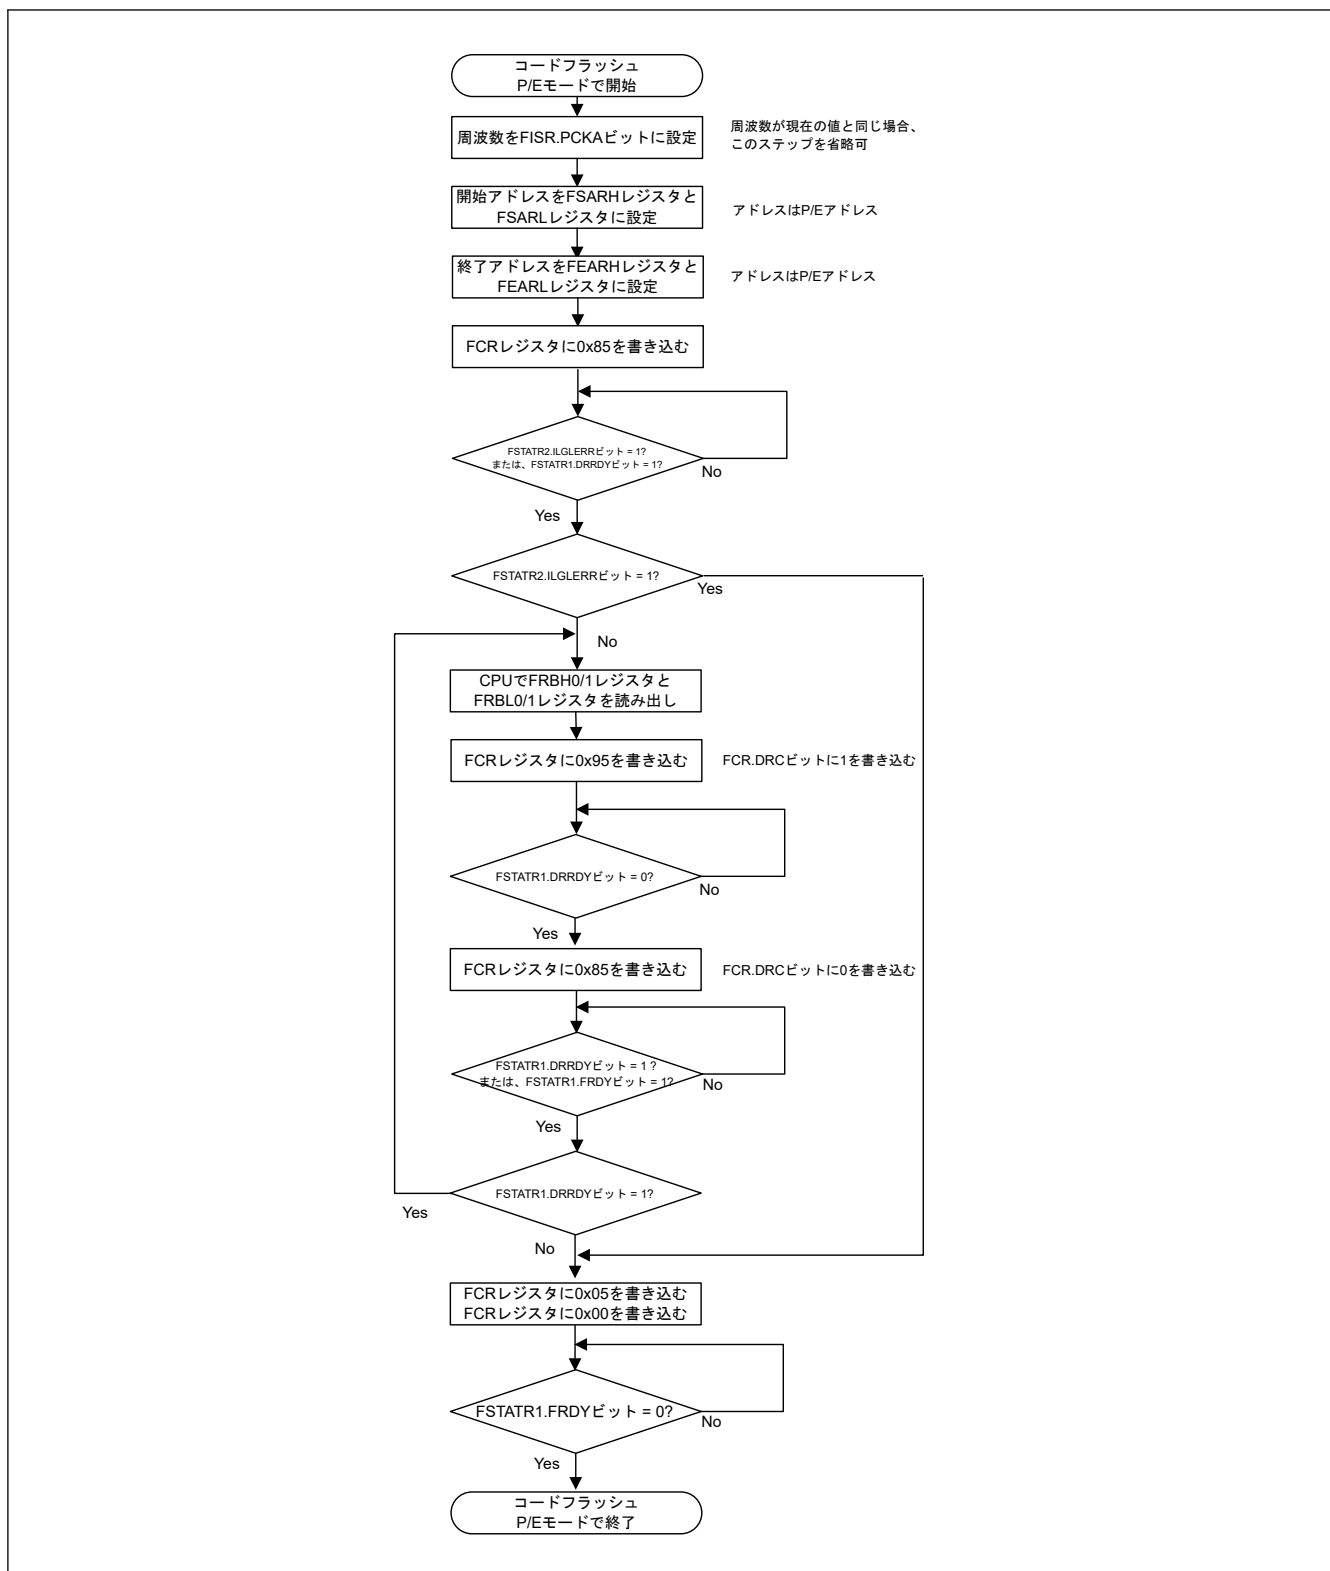 コードフラッシュ
P/Eモードで開始
周波数をFISR.PCKAビットに設定
周波数が現在の値と同じ場合、
このステップを省略可
開始アドレスをFSARHレジスタと
FSARLレジスタに設定
アドレスはP/Eアドレス
終了アドレスをFEARHレジスタと
FEARLレジスタに設定
アドレスはP/Eアドレス
FCRレジスタに0x85を書き込む
FSTATR2.ILGLERRビット = 1?
または、FSTATR1.DRRDYビット = 1?
No
Yes
FSTATR2.ILGLERRビット = 1?
Yes
No
CPUでFRBH0/1レジスタと
FRBL0/1レジスタを読み出し
FCRレジスタに0x95を書き込む
FCR.DRCビットに1を書き込む
FSTATR1.DRRDYビット = 0?
No
Yes
FCRレジスタに0x85を書き込む
FCR.DRCビットに0を書き込む
FSTATR1.DRRDYビット = 1 ?
または、FSTATR1.FRDYビット = 1?
No
Yes
FSTATR1.DRRDYビット = 1?
Yes
No
FCRレジスタに0x05を書き込む
FCRレジスタに0x00を書き込む
FSTATR1.FRDYビット = 0?
No
Yes
コードフラッシュ
P/Eモードで終了